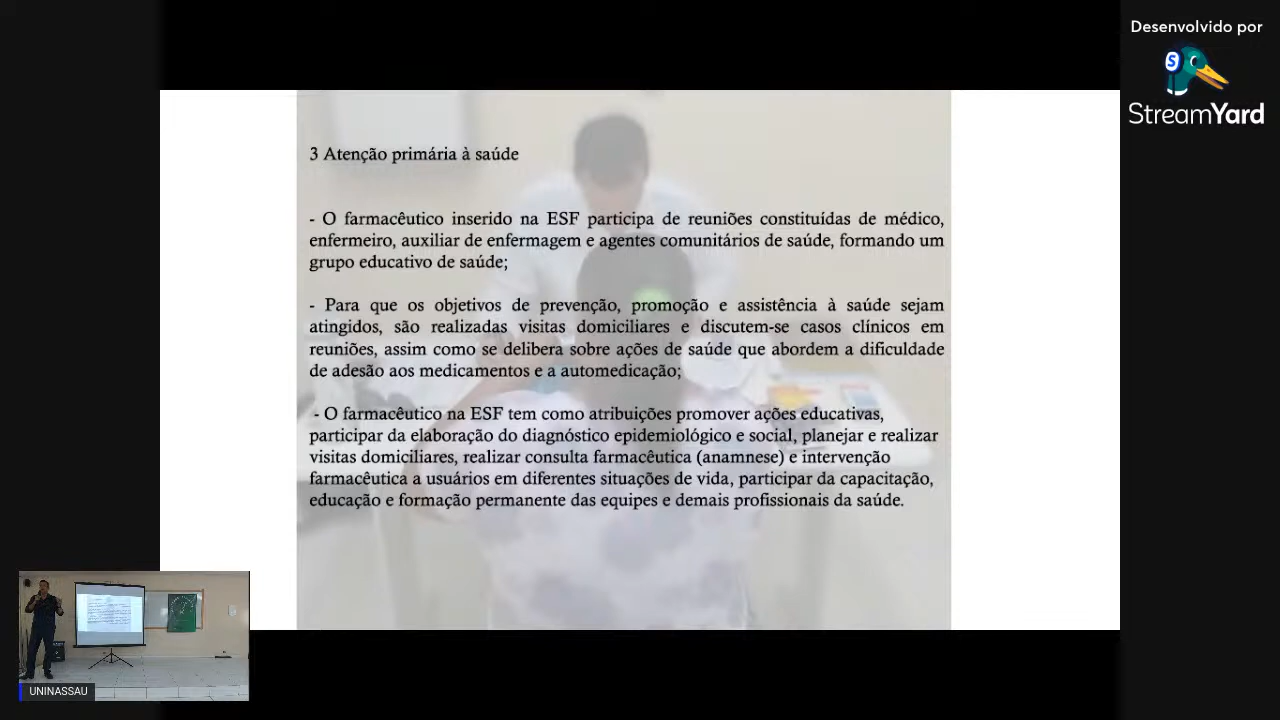 Desenvolvido por
StreamYard
3 Atenção primária à saúde
- O farmacêutico inserido na ESF participa de reuniões constituídas de médico,
enfermeiro, auxiliar de enfermagem e agentes comunitários de saúde, formando um
grupo educativo de saúde;
- Para que os objetivos de prevenção, promoção e assistência à saúde sejam
atingidos, são realizadas visitas domiciliares e discutem-se casos clínicos em
reuniões, assim como se delibera sobre ações de saúde que abordem a dificuldade
de adesão aos medicamentos e a automedicação;
- O farmacêutico na ESF tem como atribuições promover ações educativas,
participar da elaboração do diagnóstico epidemiológico e social, planejar e realizar
visitas domiciliares, realizar consulta farmacêutica (anamnese) e intervenção
farmacêutica a usuários em diferentes situações de vida, participar da capacitação,
educação e formação permanente das equipes e demais profissionais da saúde.
UNINASSAU